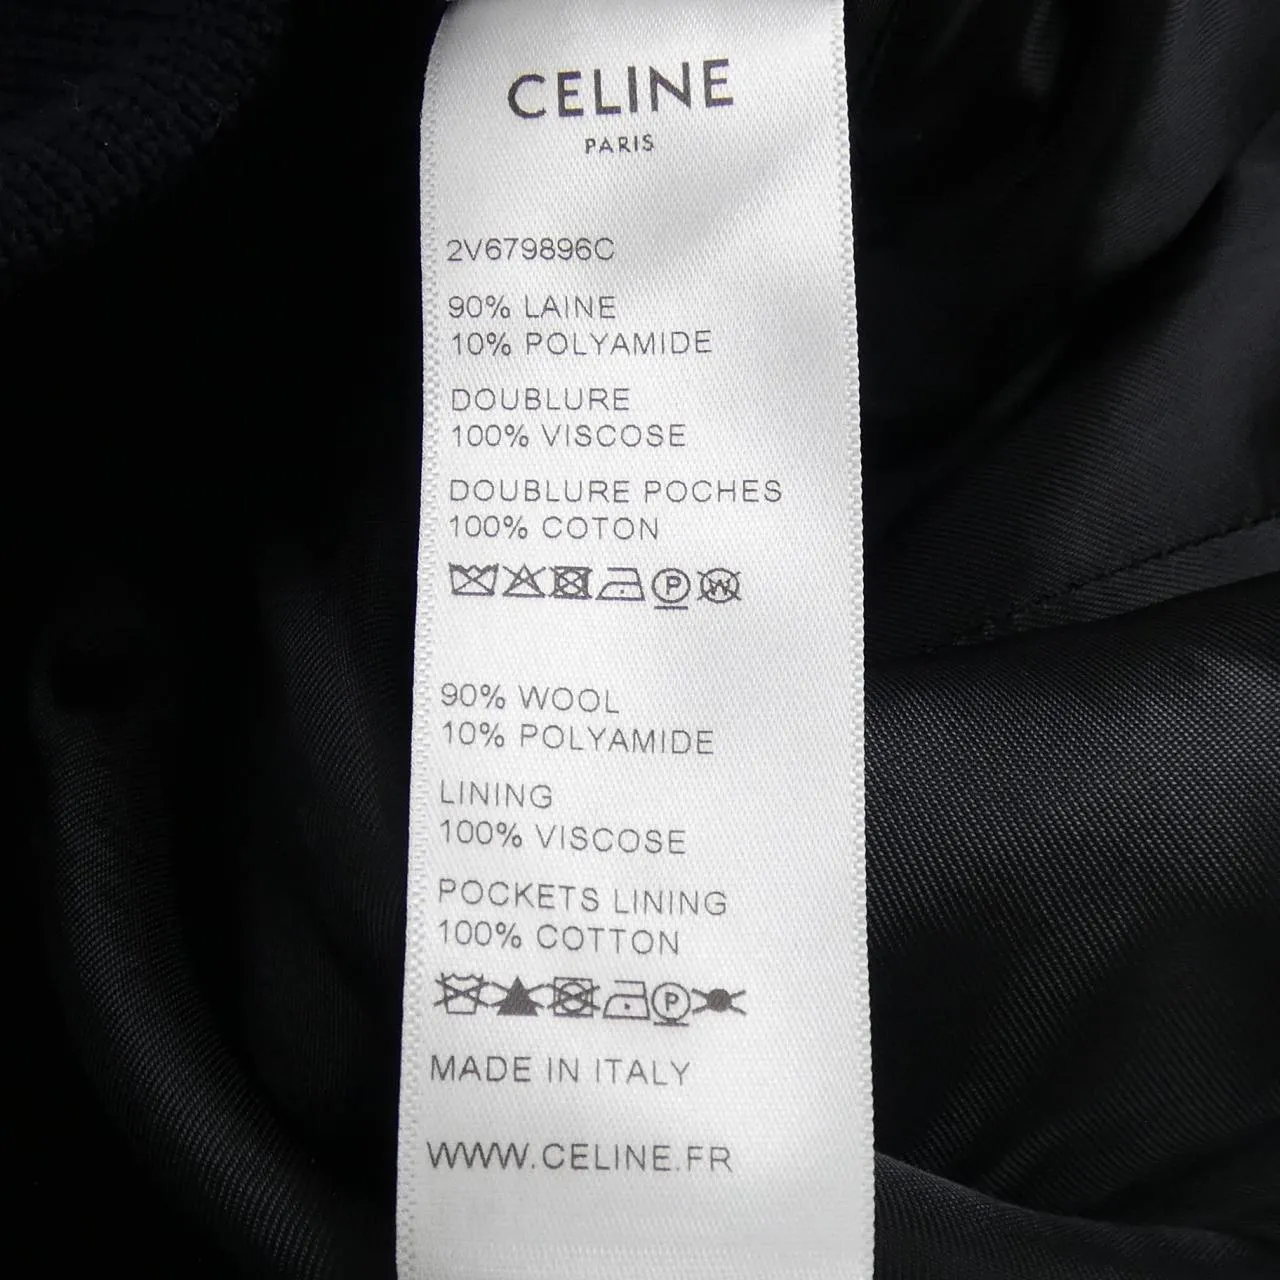 CELINE
PARIS
2V679896C
90% LAINE
10% POLYAMIDE
DOUBLURE
100% VISCOSE
DOUBLURE POCHES
100% COTON
P W
90% WOOL
10% POLYAMIDE
LINING
100% VISCOSE
POCKETS LINING
100% COTTON
P
MADE IN ITALY
WWW.CELINE.FR